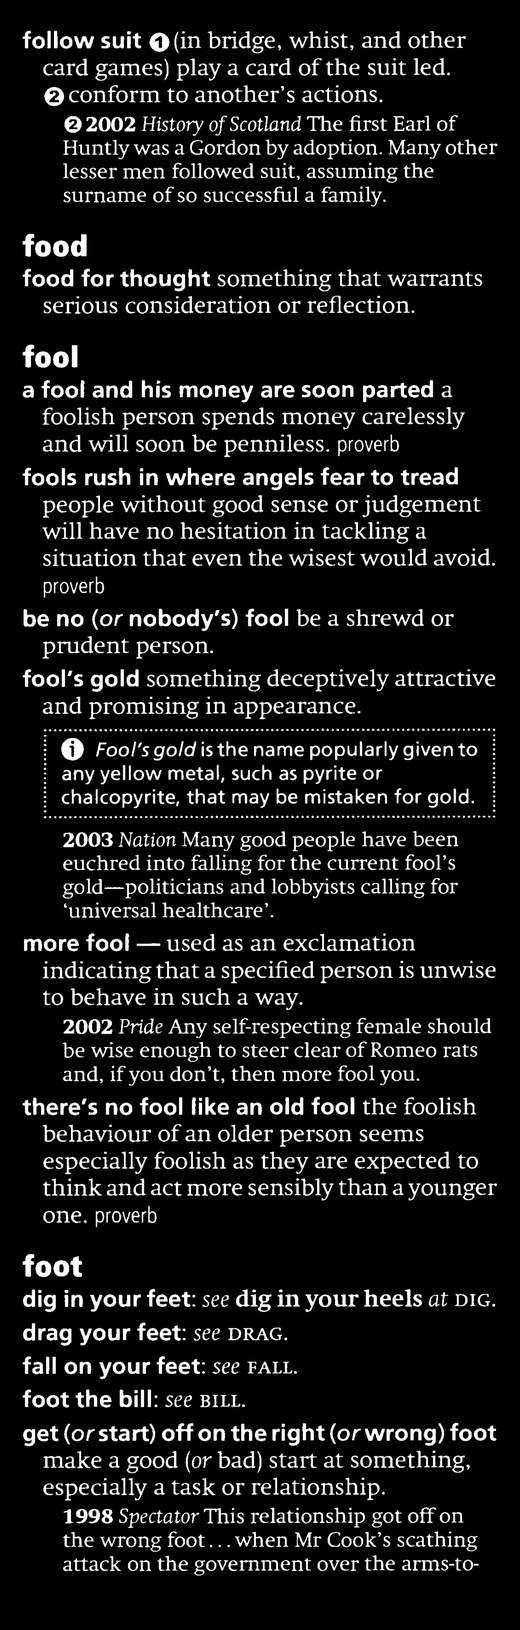 follow suit ❶ (in bridge, whist, and other
card games) play a card of the suit led.
❷ conform to another's actions.
❷ 2002 History of Scotland The first Earl of
Huntly was a Gordon by adoption. Many other
lesser men followed suit, assuming the
surname of so successful a family.
food
food for thought something that warrants
serious consideration or reflection.
fool
a fool and his money are soon parted a
foolish person spends money carelessly
and will soon be penniless. proverb
fools rush in where angels fear to tread
people without good sense or judgement
will have no hesitation in tackling a
situation that even the wisest would avoid.
proverb
be no (or nobody's) fool be a shrewd or
prudent person.
fool's gold something deceptively attractive
and promising in appearance.
i Fool's gold is the name popularly given to
any yellow metal, such as pyrite or
chalcopyrite, that may be mistaken for gold.
2003 Nation Many good people have been
euchred into falling for the current fool's
gold—politicians and lobbyists calling for
‘universal healthcare’.
more fool — used as an exclamation
indicating that a specified person is unwise
to behave in such a way.
2002 Pride Any self-respecting female should
be wise enough to steer clear of Romeo rats
and, if you don't, then more fool you.
there's no fool like an old fool the foolish
behaviour of an older person seems
especially foolish as they are expected to
think and act more sensibly than a younger
one. proverb
foot
dig in your feet: see dig in your heels at DIG.
drag your feet: see DRAG.
fall on your feet: see FALL.
foot the bill: see BILL.
get (or start) off on the right (or wrong) foot
make a good (or bad) start at something,
especially a task or relationship.
1998 Spectator This relationship got off on
the wrong foot... when Mr Cook's scathing
attack on the government over the arms-to-